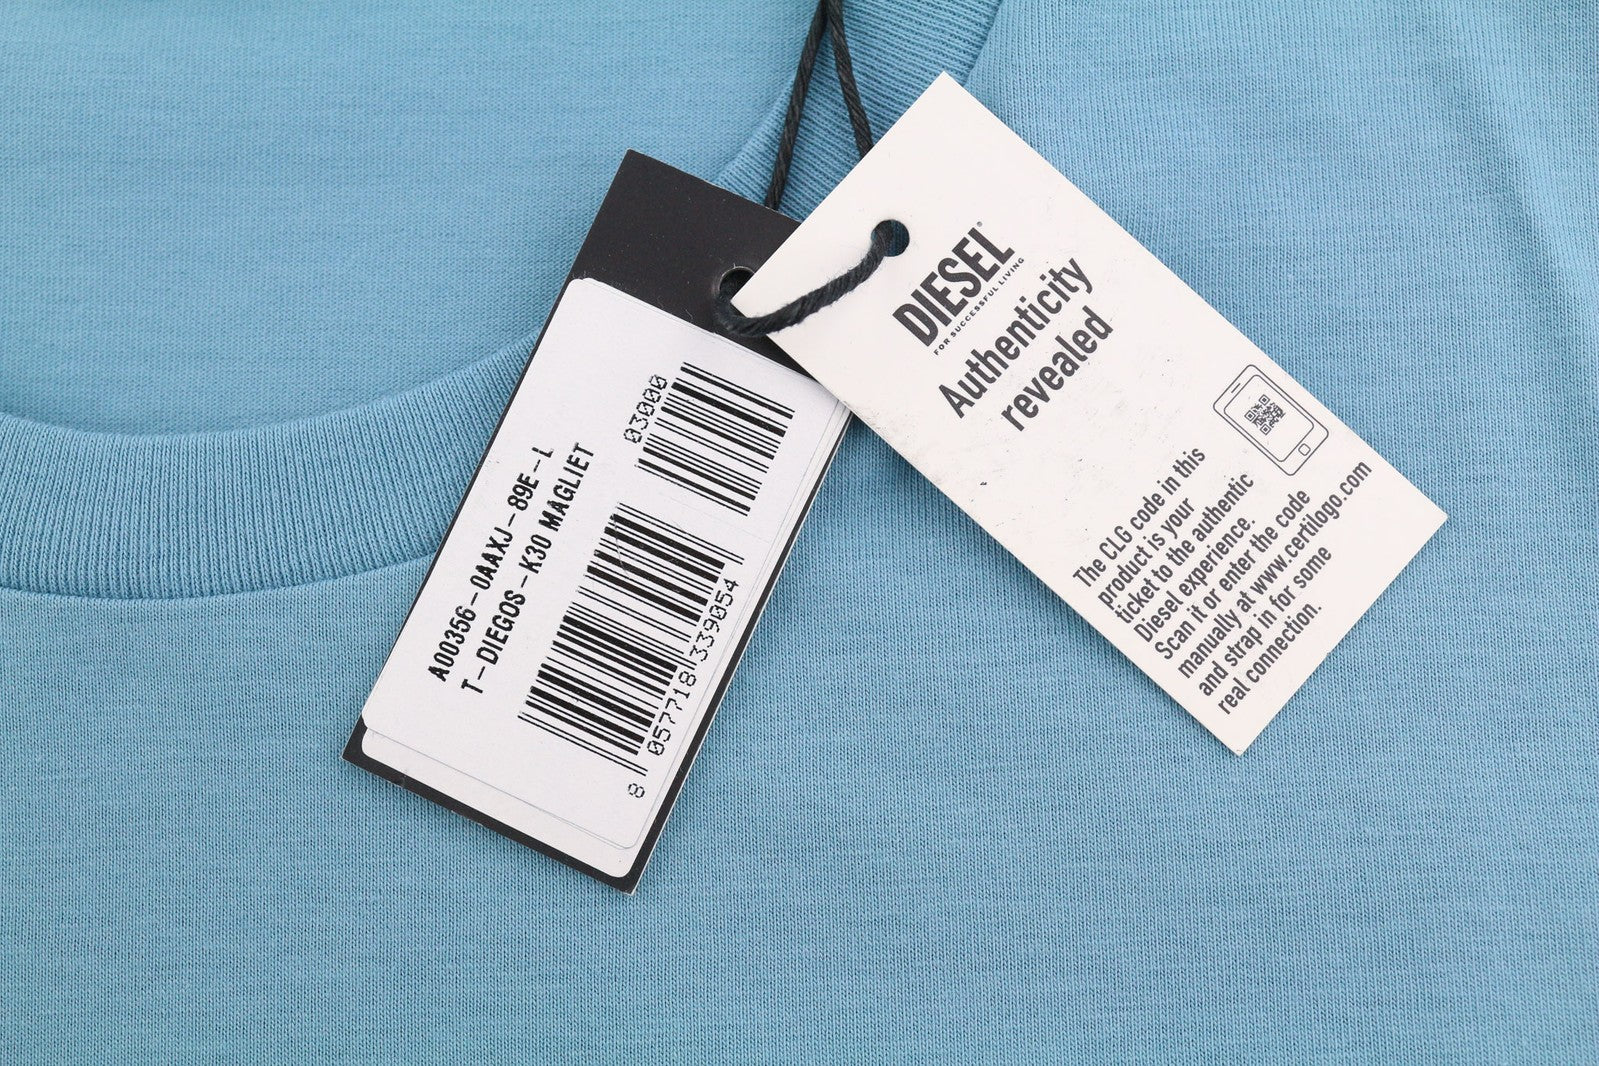 A00356-0AAXJ-89E-L
T-DIEGOS-K30 MAGLIET
03000
8 057718 339054
DIESEL®
FOR SUCCESSFUL LIVING
Authenticity
revealed
The CLG code in this
product is your
ticket to the authentic
Diesel experience.
Scan it or enter the code
manually at www.certilogo.com
and strap in for some
real connection.